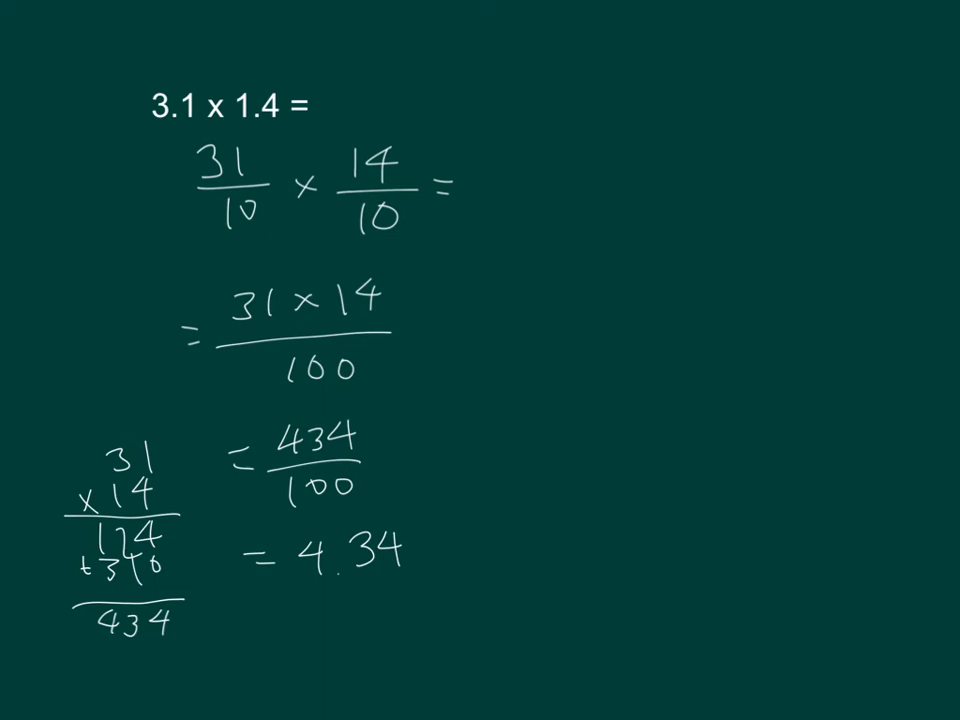 3.1 x 1.4 =
31/10 × 14/10 =
= 31 × 14 / 100
= 434/100
= 4.34
31
× 14
124
+ 310
434